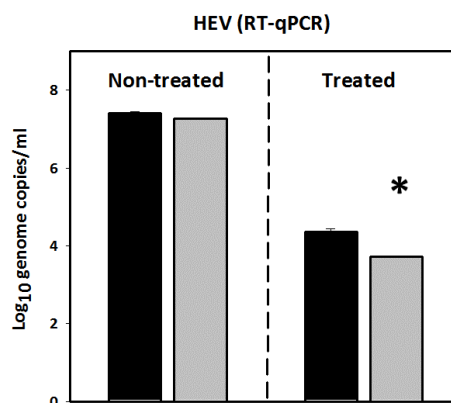 HEV (RT-qPCR)
Non-treated
Treated
Log10 genome copies/ml
8
6
4
2
0
*